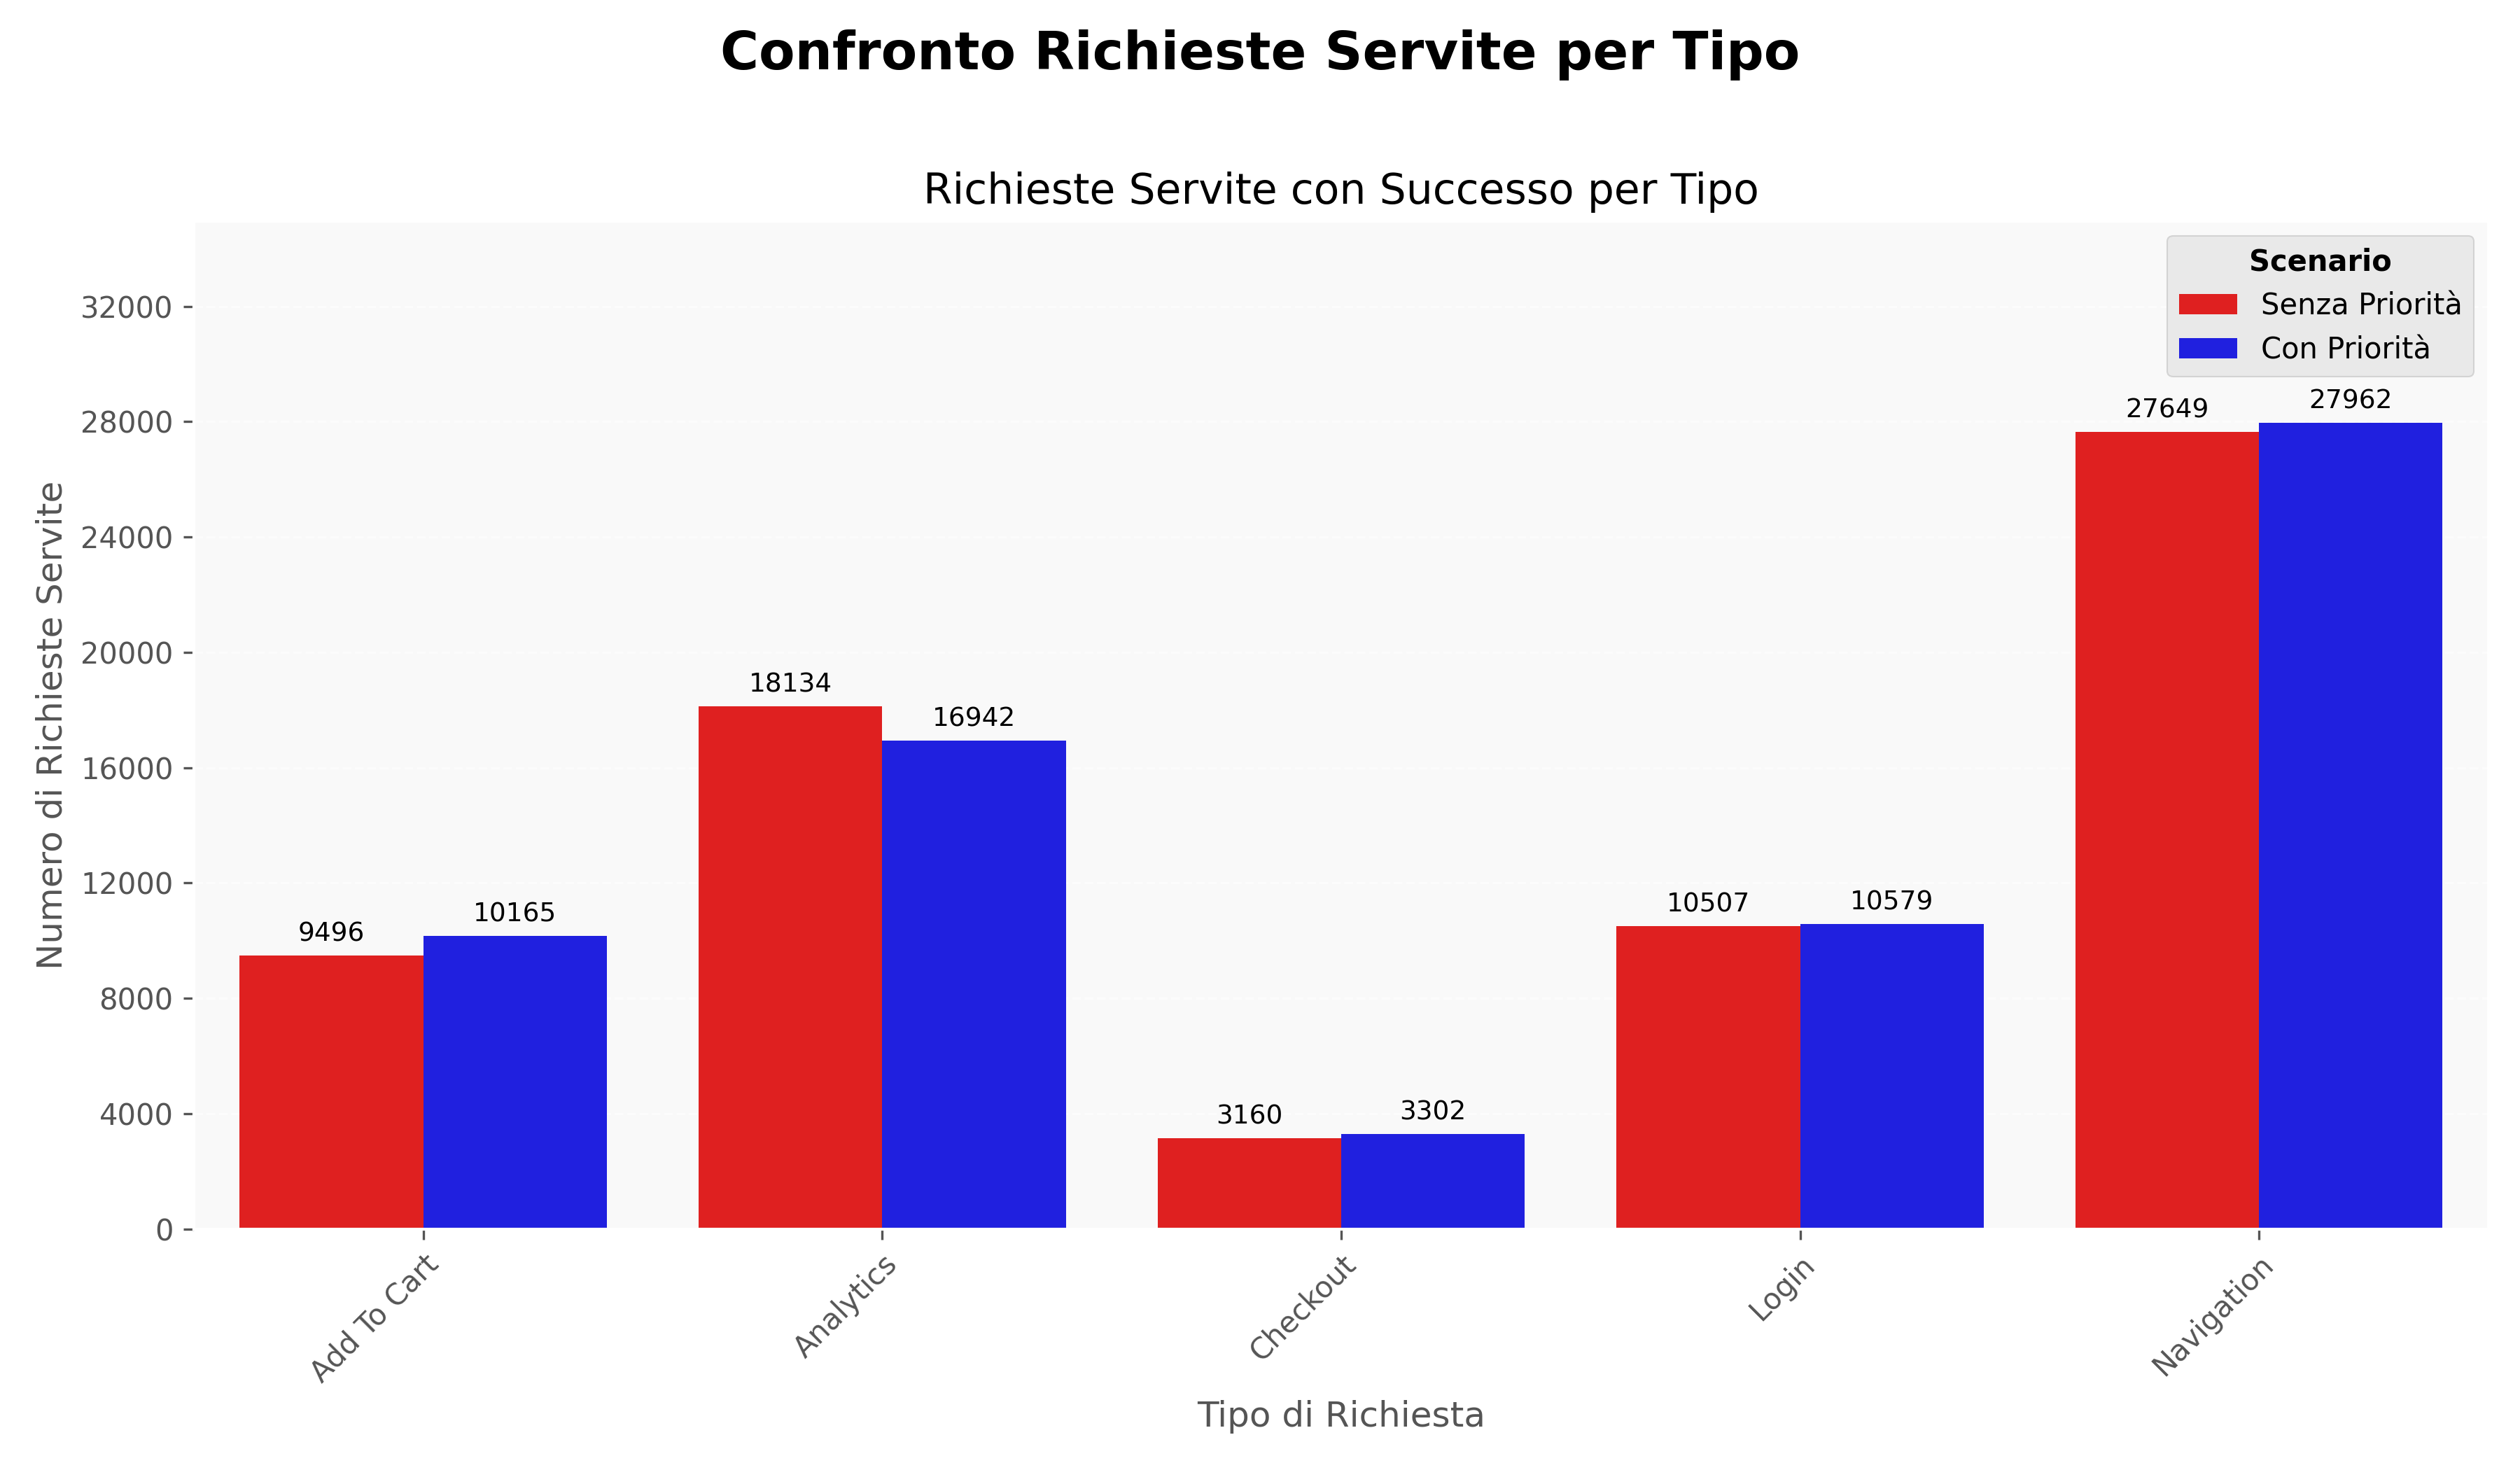 Confronto Richieste Servite per Tipo
Richieste Servite con Successo per Tipo
Scenario
Senza Priorità
Con Priorità
Numero di Richieste Servite
32000
28000
24000
20000
16000
12000
8000
4000
0
9496
10165
18134
16942
3160
3302
10507
10579
27649
27962
Add To Cart
Analytics
Checkout
Login
Navigation
Tipo di Richiesta